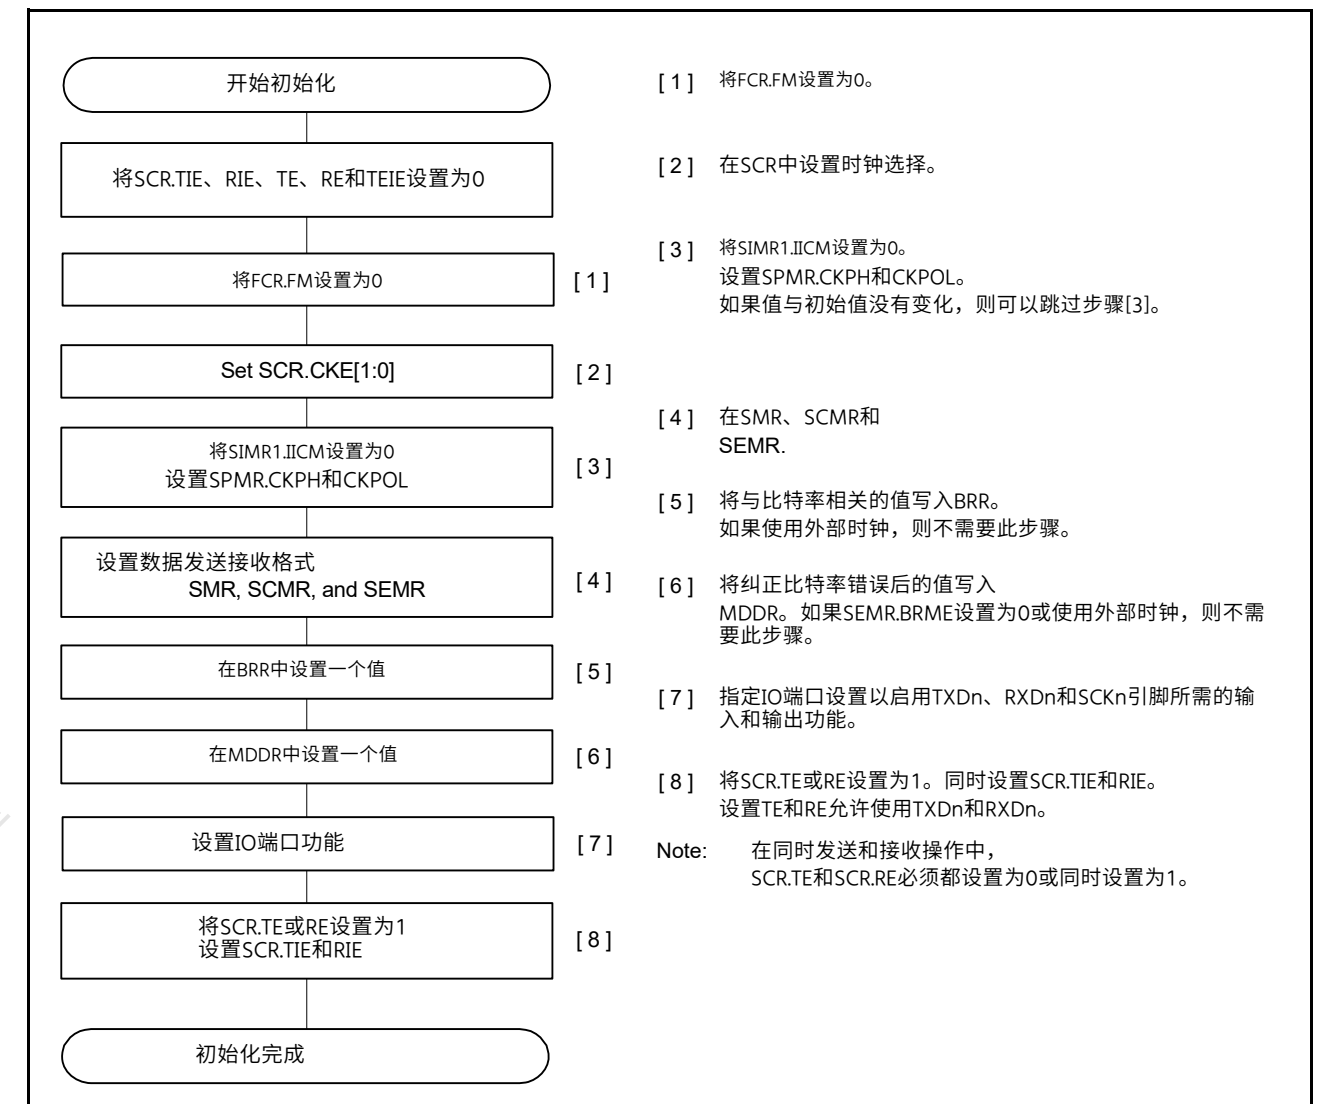 开始初始化
将SCR.TIE、RIE、TE、RE和TEIE设置为0
将FCR.FM设置为0
[ 1 ]
Set SCR.CKE[1:0]
[ 2 ]
将SIMR1.IICM设置为0
设置SPMR.CKPH和CKPOL
[ 3 ]
设置数据发送接收格式
SMR, SCMR, and SEMR
[ 4 ]
在BRR中设置一个值
[ 5 ]
在MDDR中设置一个值
[ 6 ]
设置IO端口功能
[ 7 ]
将SCR.TE或RE设置为1
设置SCR.TIE和RIE
[ 8 ]
初始化完成
[ 1 ] 将FCR.FM设置为0。
[ 2 ] 在SCR中设置时钟选择。
[ 3 ] 将SIMR1.IICM设置为0。
设置SPMR.CKPH和CKPOL。
如果值与初始值没有变化，则可以跳过步骤[3]。
[ 4 ] 在SMR、SCMR和
SEMR.
[ 5 ] 将与比特率相关的值写入BRR。
如果使用外部时钟，则不需要此步骤。
[ 6 ] 将纠正比特率错误后的值写入
MDDR。如果SEMR.BRME设置为0或使用外部时钟，则不需
要此步骤。
[ 7 ] 指定IO端口设置以启用TXDn、RXDn和SCKn引脚所需的输
入和输出功能。
[ 8 ] 将SCR.TE或RE设置为1。同时设置SCR.TIE和RIE。
设置TE和RE允许使用TXDn和RXDn。
Note: 在同时发送和接收操作中，
SCR.TE和SCR.RE必须都设置为0或同时设置为1。